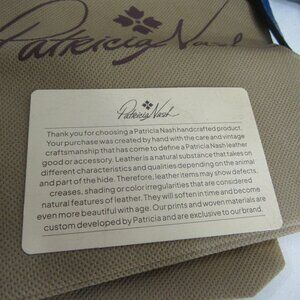 Patricia Nash
Patricia Nash
Thank you for choosing a Patricia Nash handcrafted product.
Your purchase was created by hand with the care and vintage
craftsmanship that has come to define a Patricia Nash leather
good or accessory. Leather is a natural substance that takes on
different characteristics and qualities depending on the animal
and part of the hide. Therefore, leather items may show defects,
creases, shading or color irregularities that are considered
natural features of leather. They will soften in time and become
even more beautiful with age. Our prints and woven materials are
custom developed by Patricia and are exclusive to our brand.